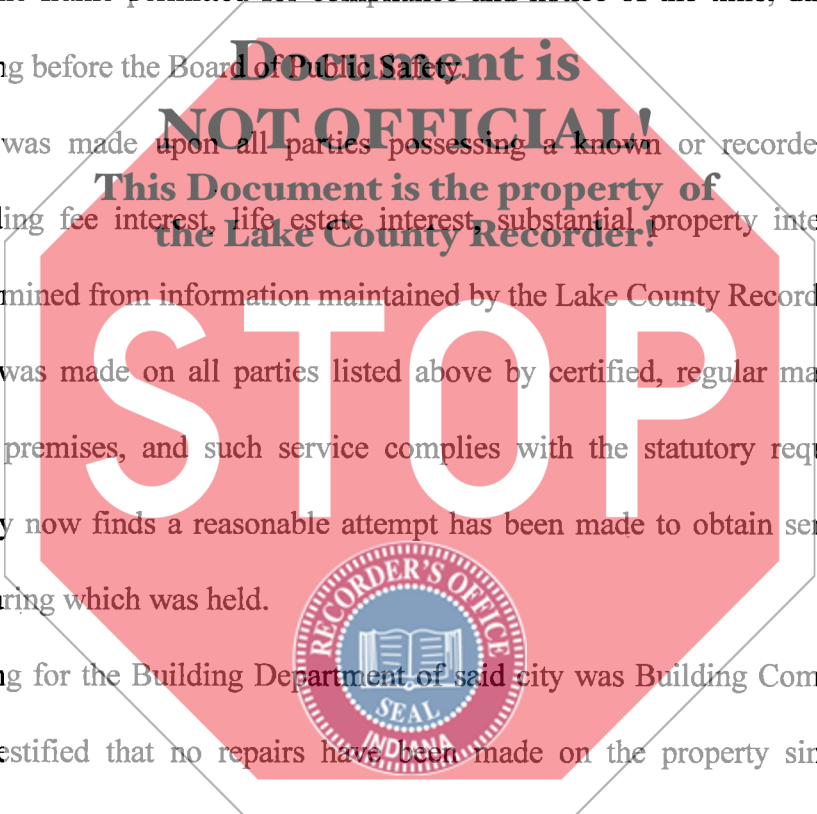 ng before the Board of Public Safety.
Document is
NOT OFFICIAL!
was made upon all parties possessing a known or recorde
This Document is the property of
ling fee interest, life estate interest, substantial property inte
the Lake County Recorder!
mined from information maintained by the Lake County Record
STOP
was made on all parties listed above by certified, regular ma
premises, and such service complies with the statutory requ
y now finds a reasonable attempt has been made to obtain ser
ring which was held.
RECORDER'S OFFICE
ng for the Building Department of said city was Building Com
SEAL
INDIANA
estified that no repairs have been made on the property sin